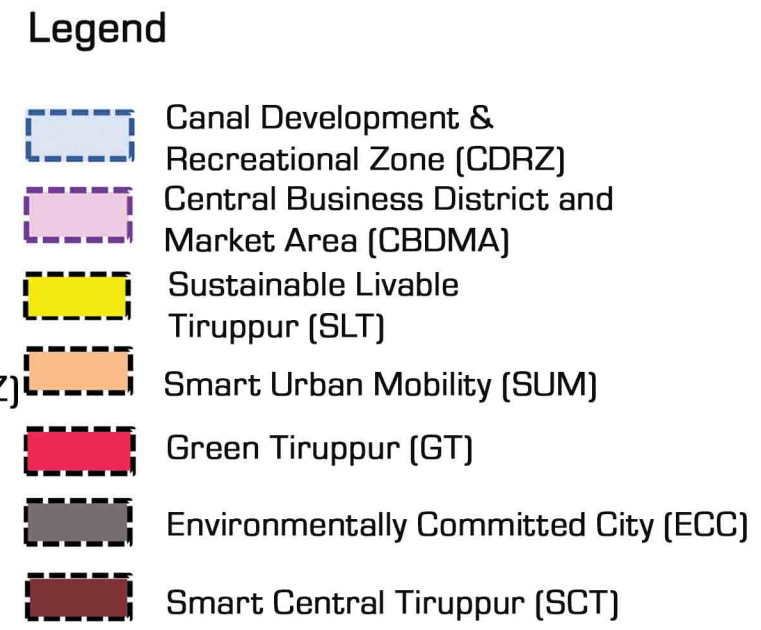 Legend
Canal Development &
Recreational Zone (CDRZ)
Central Business District and
Market Area (CBDMA)
Sustainable Livable
Tiruppur (SLT)
Z)
Smart Urban Mobility (SUM)
Green Tiruppur (GT)
Environmentally Committed City (ECC)
Smart Central Tiruppur (SCT)